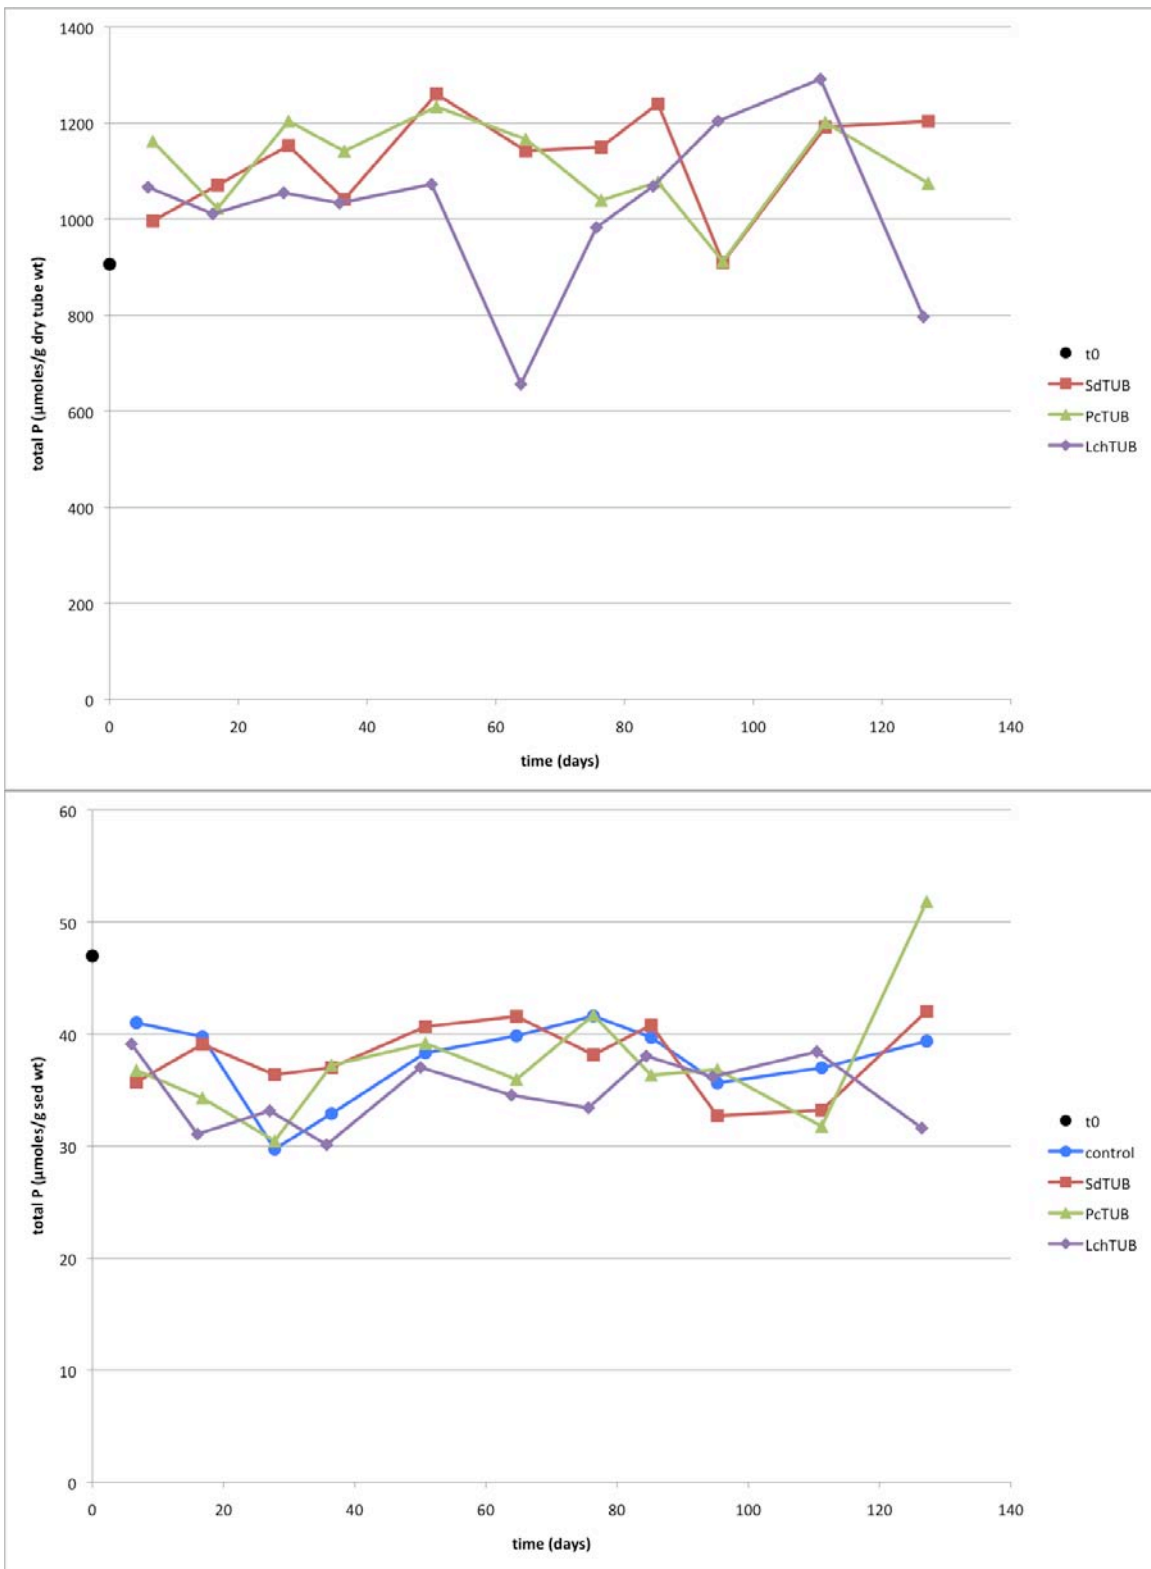 1400
1200
1000
800
600
400
200
0
total P (µmoles/g dry tube wt)
0 20 40 60 80 100 120 140
time (days)
t0
SdTUB
PcTUB
LchTUB
60
50
40
30
20
10
0
total P (µmoles/g sed wt)
0 20 40 60 80 100 120 140
time (days)
t0
control
SdTUB
PcTUB
LchTUB